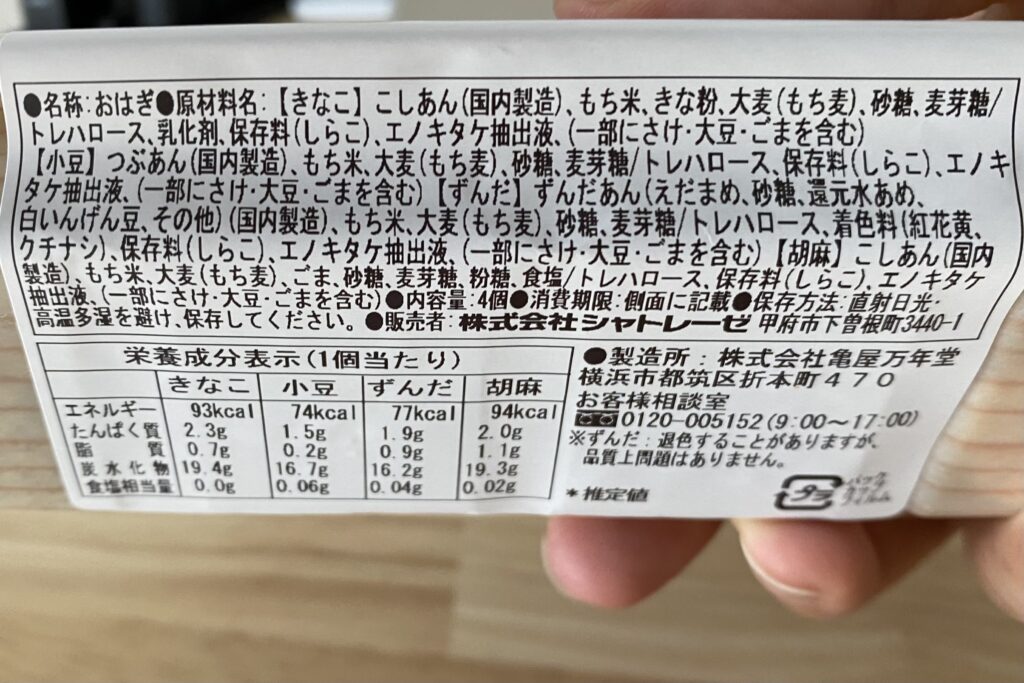 ●名称:おはぎ●原材料名:【きなこ】こしあん(国内製造)、もち米、きな粉、大麦(もち麦)、砂糖、麦芽糖/
トレハロース、乳化剤、保存料(しらこ)、エノキタケ抽出液、(一部にさけ・大豆・ごまを含む)
【小豆】つぶあん(国内製造)、もち米、大麦(もち麦)、砂糖、麦芽糖/トレハロース、保存料(しらこ)、エノキ
タケ抽出液、(一部にさけ・大豆・ごまを含む)【ずんだ】ずんだあん(えだまめ、砂糖、還元水あめ、
白いんげん豆、その他)(国内製造)、もち米、大麦(もち麦)、砂糖、麦芽糖/トレハロース、着色料(紅花黄、
クチナシ)、保存料(しらこ)、エノキタケ抽出液、(一部にさけ・大豆・ごまを含む)【胡麻】こしあん(国内
製造)、もち米、大麦(もち麦)、ごま、砂糖、麦芽糖、粉糖、食塩/トレハロース、保存料(しらこ)、エノキタケ
抽出液、(一部にさけ・大豆・ごまを含む)●内容量:4個●消費期限:側面に記載●保存方法:直射日光・
高温多湿を避け、保存してください。●販売者:株式会社シャトレーゼ 甲府市下曽根町3440-1
栄養成分表示(1個当たり)
きなこ 小豆 ずんだ 胡麻
エネルギー 93kcal 74kcal 77kcal 94kcal
たんぱく質 2.3g 1.5g 1.9g 2.0g
脂質 0.7g 0.2g 0.9g 1.1g
炭水化物 19.4g 16.7g 16.2g 19.3g
食塩相当量 0.0g 0.06g 0.04g 0.02g
●製造所:株式会社亀屋万年堂
横浜市都筑区折本町470
お客様相談室
0120-005152(9:00〜17:00)
※ずんだ:退色することがありますが、
品質上問題はありません。
*推定値
プラ